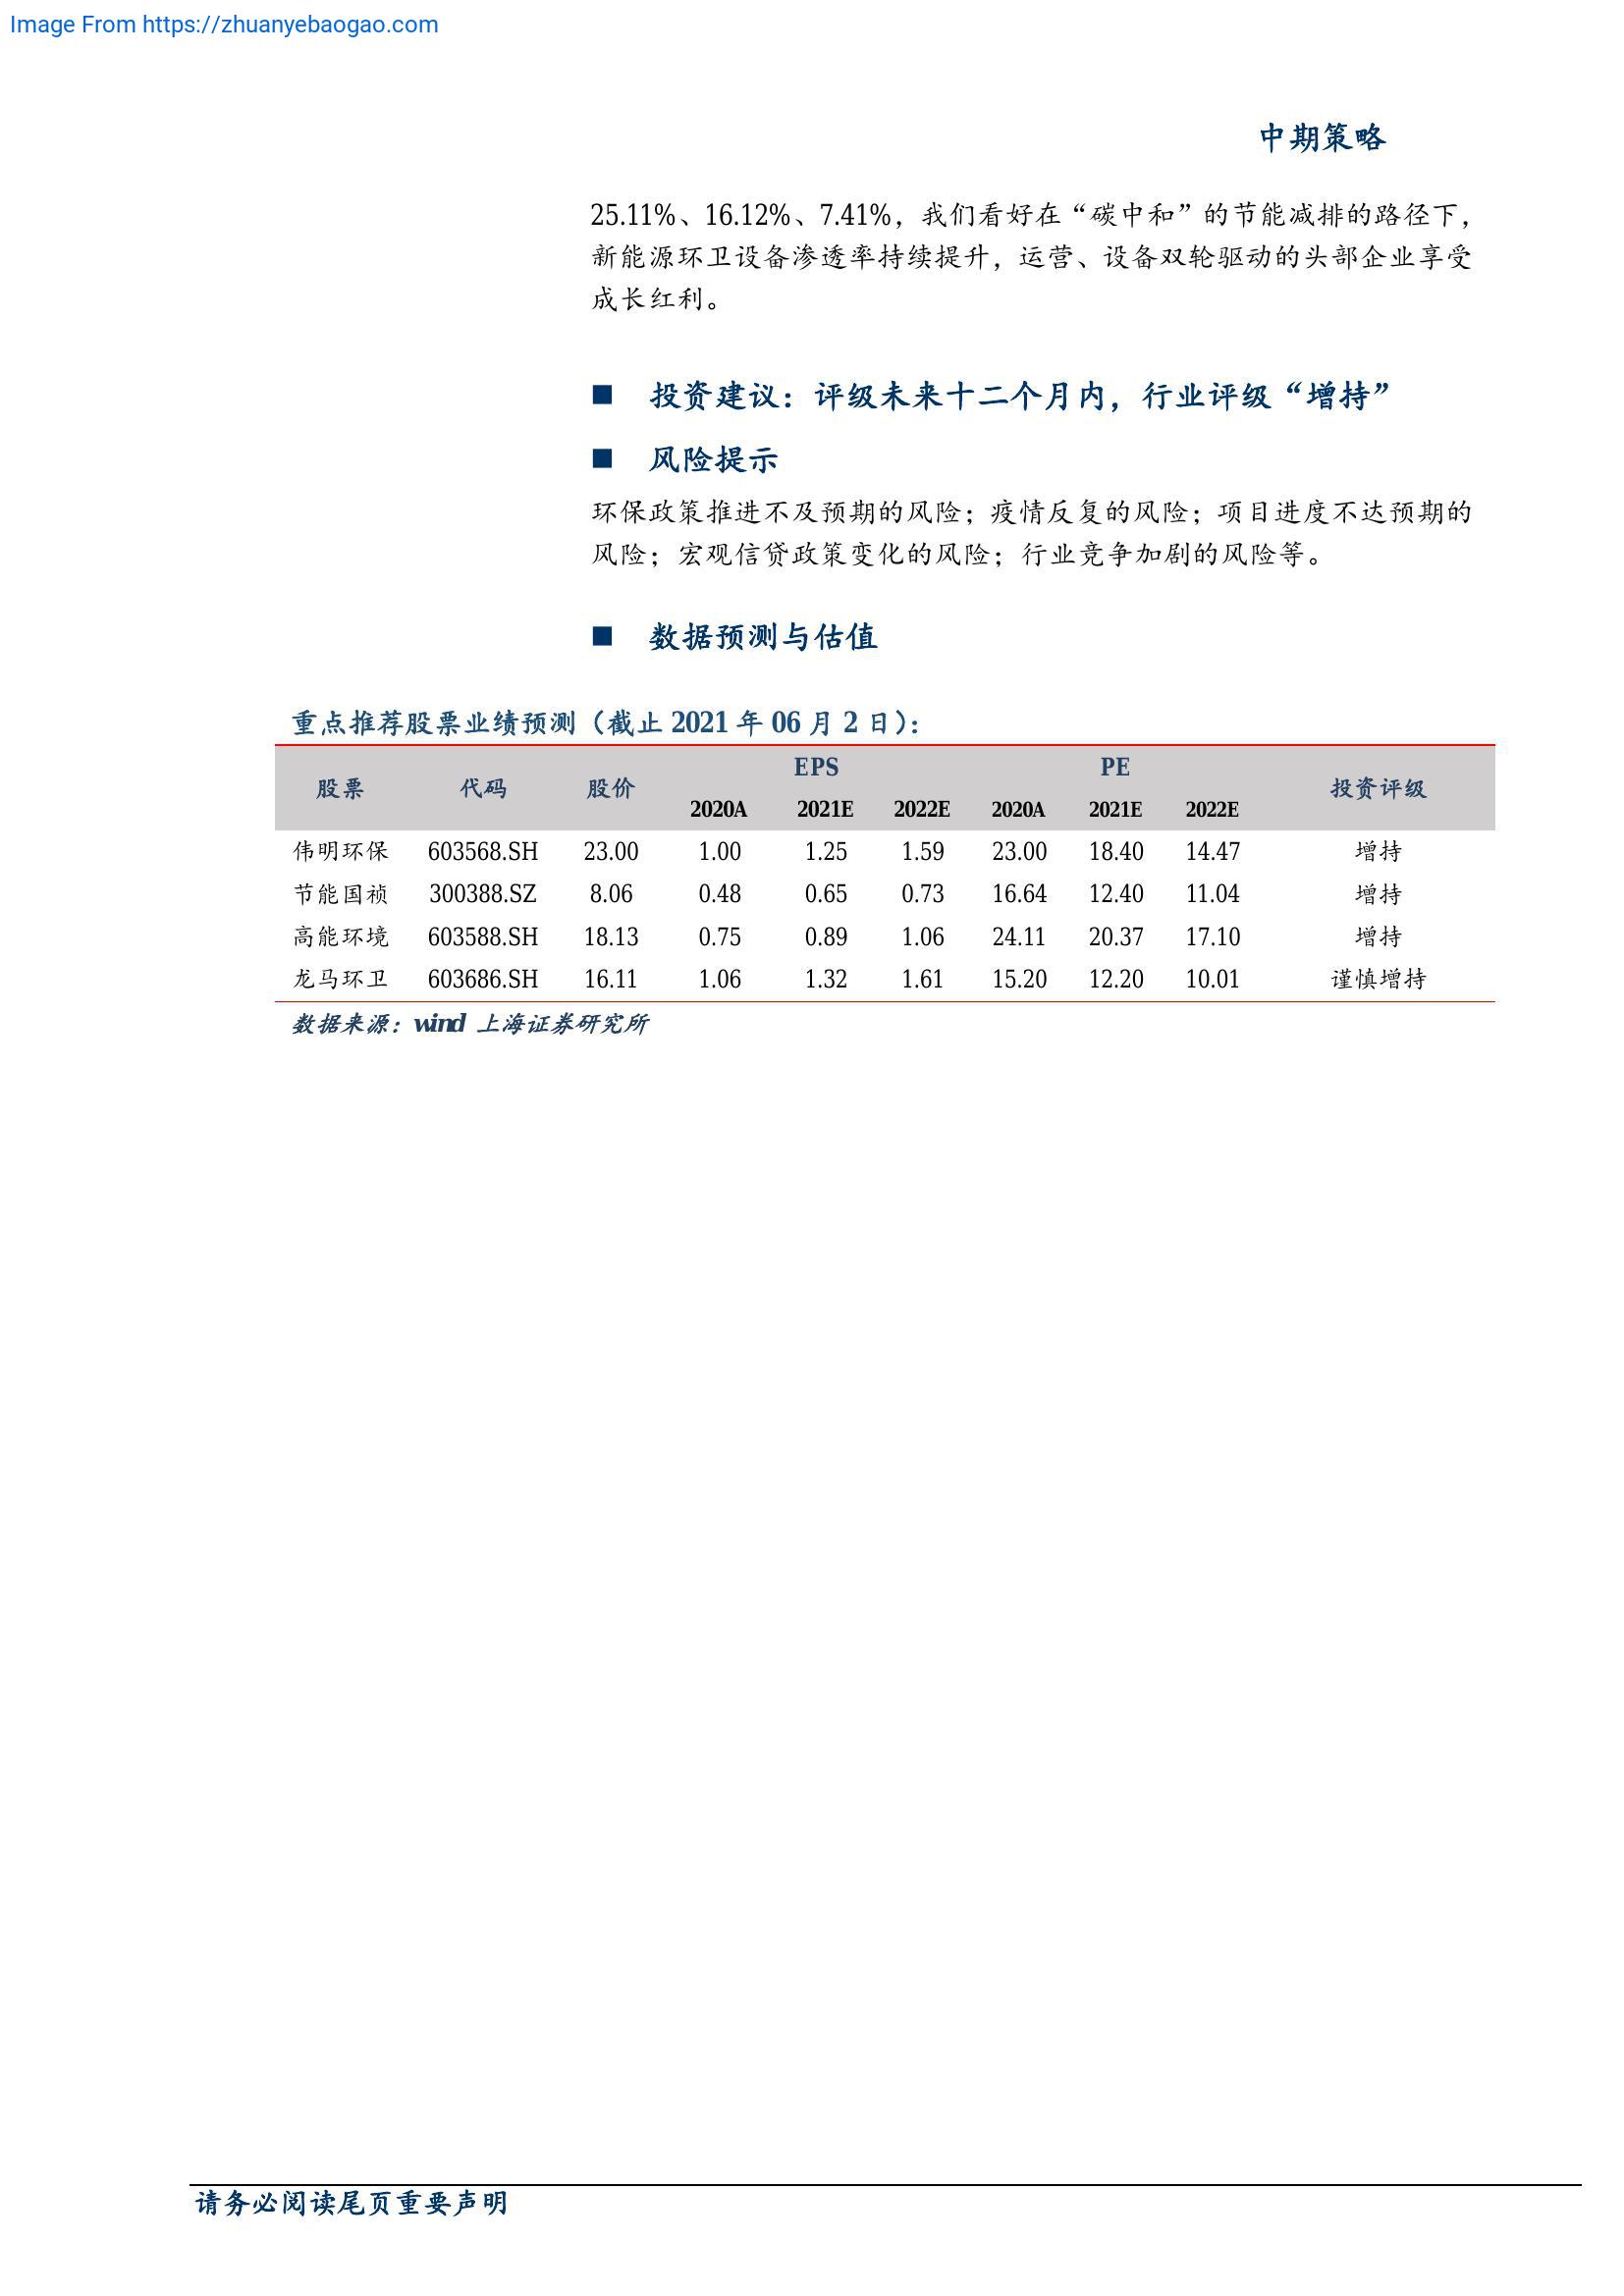 Image From https://zhuanyebaogao.com
中期策略
25.11%、16.12%、7.41%，我们看好在“碳中和”的节能减排的路径下，
新能源环卫设备渗透率持续提升，运营、设备双轮驱动的头部企业享受
成长红利。
■ 投资建议：评级未来十二个月内，行业评级“增持”
■ 风险提示
环保政策推进不及预期的风险；疫情反复的风险；项目进度不达预期的
风险；宏观信贷政策变化的风险；行业竞争加剧的风险等。
■ 数据预测与估值
重点推荐股票业绩预测（截止 2021 年 06 月 2 日）：
股票 代码 股价 EPS PE 投资评级
2020A 2021E 2022E 2020A 2021E 2022E
伟明环保 603568.SH 23.00 1.00 1.25 1.59 23.00 18.40 14.47 增持
节能国祯 300388.SZ 8.06 0.48 0.65 0.73 16.64 12.40 11.04 增持
高能环境 603588.SH 18.13 0.75 0.89 1.06 24.11 20.37 17.10 增持
龙马环卫 603686.SH 16.11 1.06 1.32 1.61 15.20 12.20 10.01 谨慎增持
数据来源：wind 上海证券研究所
请务必阅读尾页重要声明